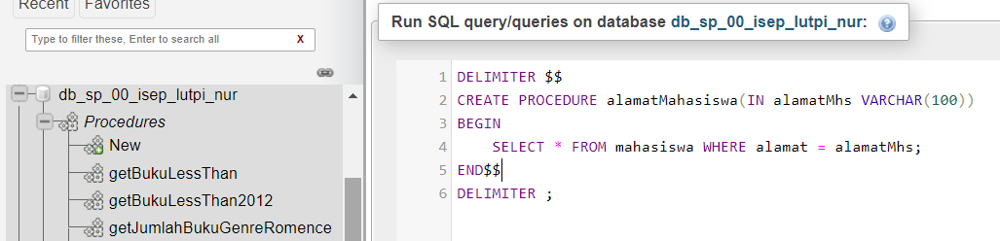 Recent Favorites
Type to filter these, Enter to search all X
db_sp_00_isep_lutpi_nur
Procedures
New
getBukuLessThan
getBukuLessThan2012
getJumlahBukuGenreRomence
Run SQL query/queries on database db_sp_00_isep_lutpi_nur:
1 DELIMITER $$
2 CREATE PROCEDURE alamatMahasiswa(IN alamatMhs VARCHAR(100))
3 BEGIN
4 SELECT * FROM mahasiswa WHERE alamat = alamatMhs;
5 END$$
6 DELIMITER ;